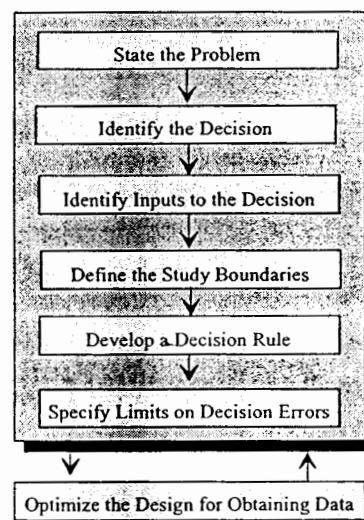 State the Problem
Identify the Decision
Identify Inputs to the Decision
Define the Study Boundaries
Develop a Decision Rule
Specify Limits on Decision Errors
Optimize the Design for Obtaining Data